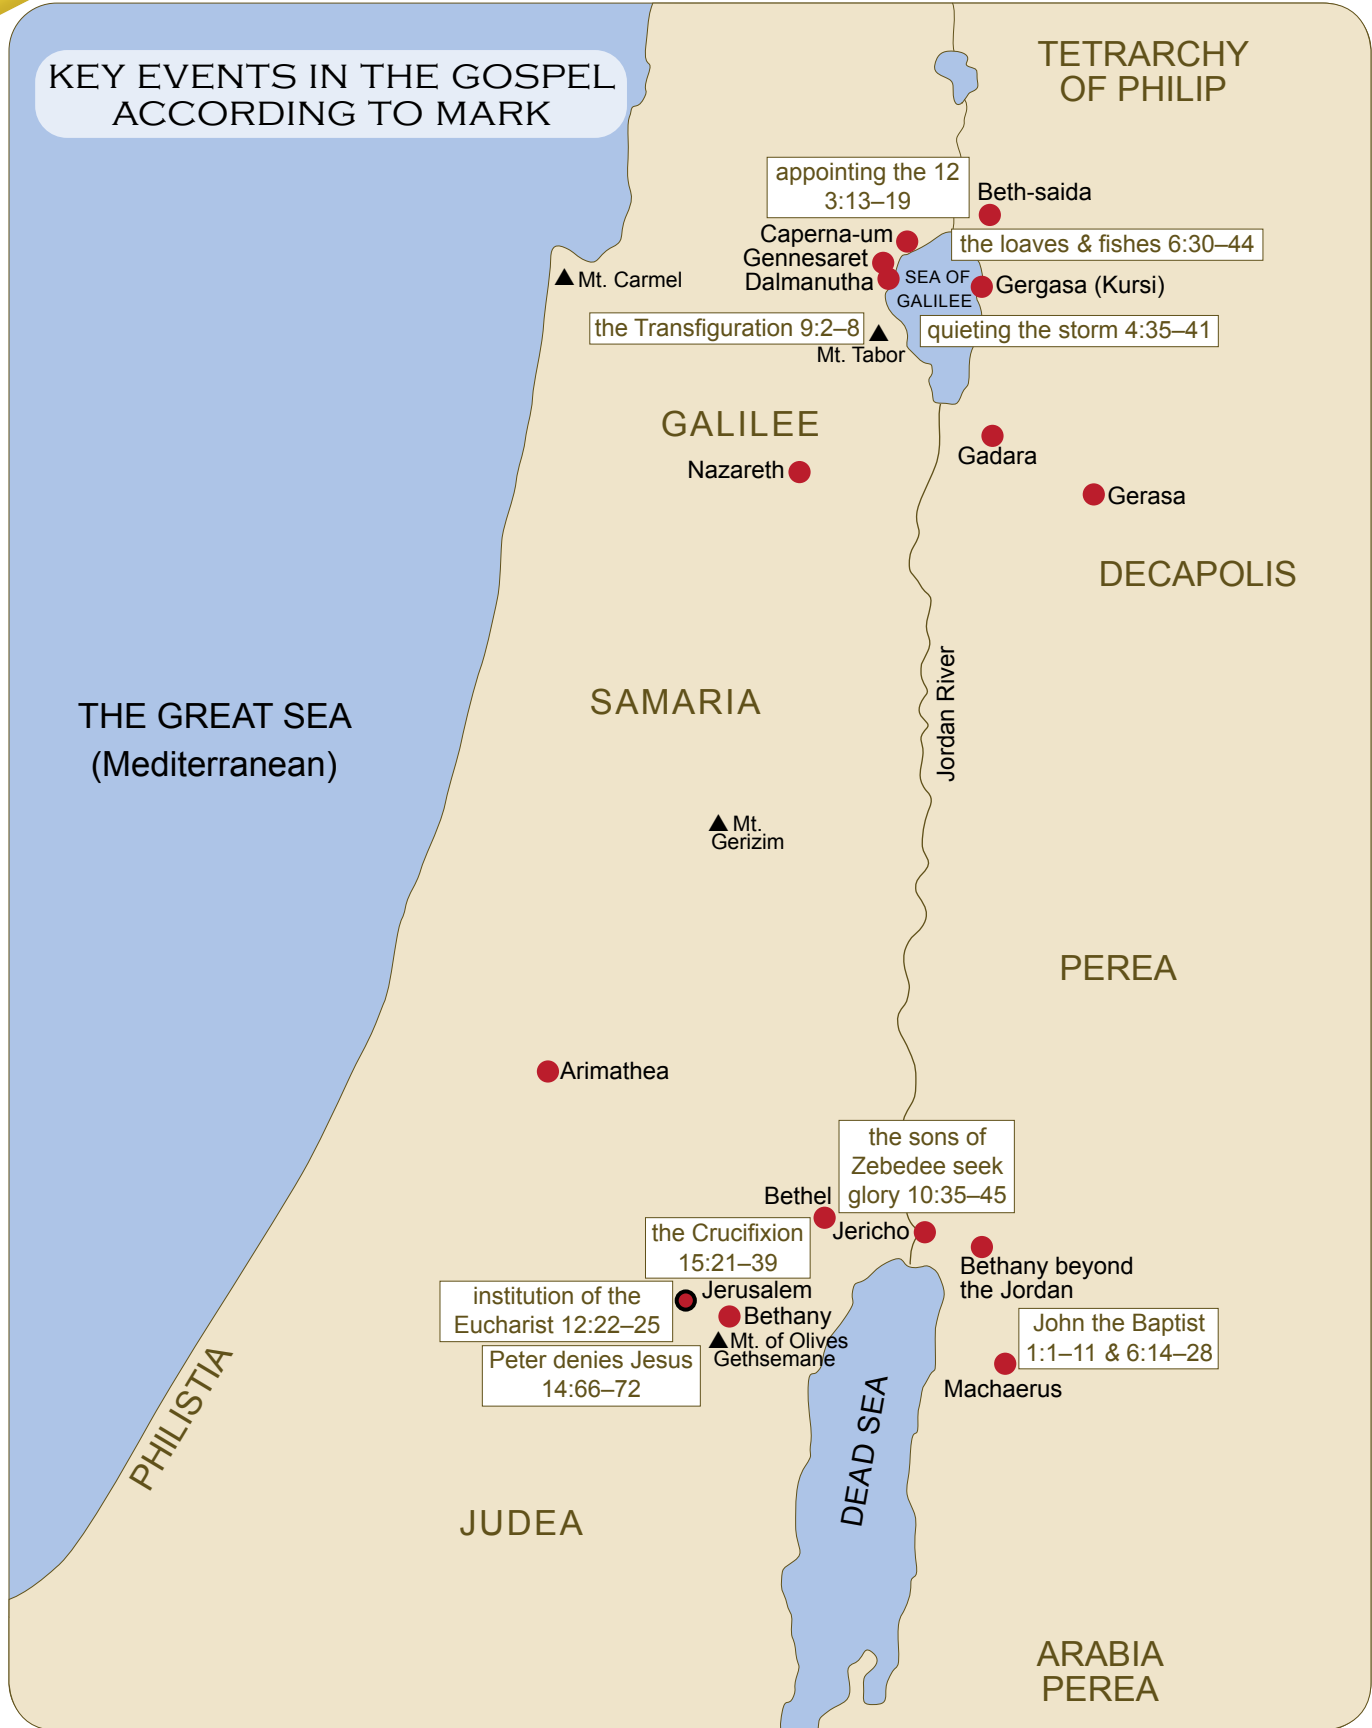 KEY EVENTS IN THE GOSPEL
ACCORDING TO MARK
TETRARCHY
OF PHILIP
appointing the 12
3:13–19
Beth-saida
Caperna-um
the loaves & fishes 6:30–44
Gennesaret
Dalmanutha
SEA OF
GALILEE
Gergasa (Kursi)
Mt. Carmel
the Transfiguration 9:2–8
quieting the storm 4:35–41
Mt. Tabor
GALILEE
Gadara
Nazareth
Gerasa
DECAPOLIS
Jordan River
SAMARIA
THE GREAT SEA
(Mediterranean)
Mt.
Gerizim
PEREA
Arimathea
the sons of
Zebedee seek
glory 10:35–45
Bethel
Jericho
the Crucifixion
15:21–39
Bethany beyond
the Jordan
institution of the
Eucharist 12:22–25
Jerusalem
Bethany
Mt. of Olives
Gethsemane
John the Baptist
1:1–11 & 6:14–28
Peter denies Jesus
14:66–72
Machaerus
PHILISTIA
DEAD SEA
JUDEA
ARABIA
PEREA